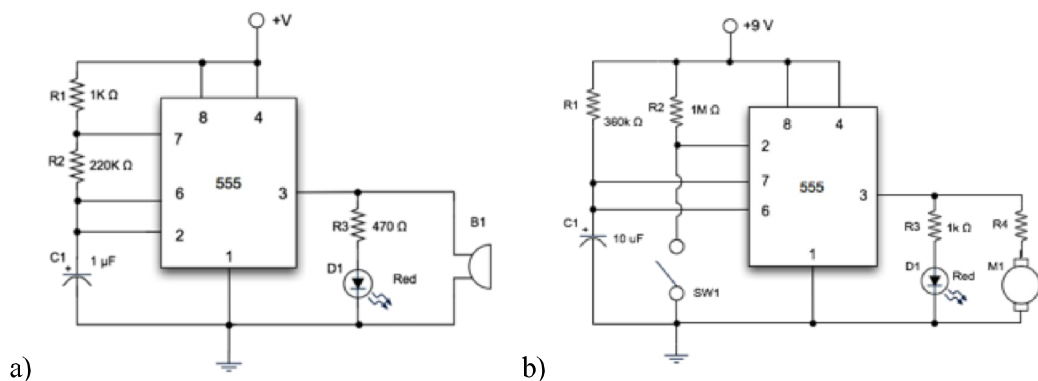 +V
R1
1K Ω
8
4
7
R2
220K Ω
555
6
3
2
R3
470 Ω
B1
C1
+
1 µF
1
D1
Red
a)
+9 V
R1
360k Ω
R2
1M Ω
8
4
2
7
555
3
6
C1
+
10 uF
R3
1k Ω
R4
1
D1
Red
M1
SW1
b)